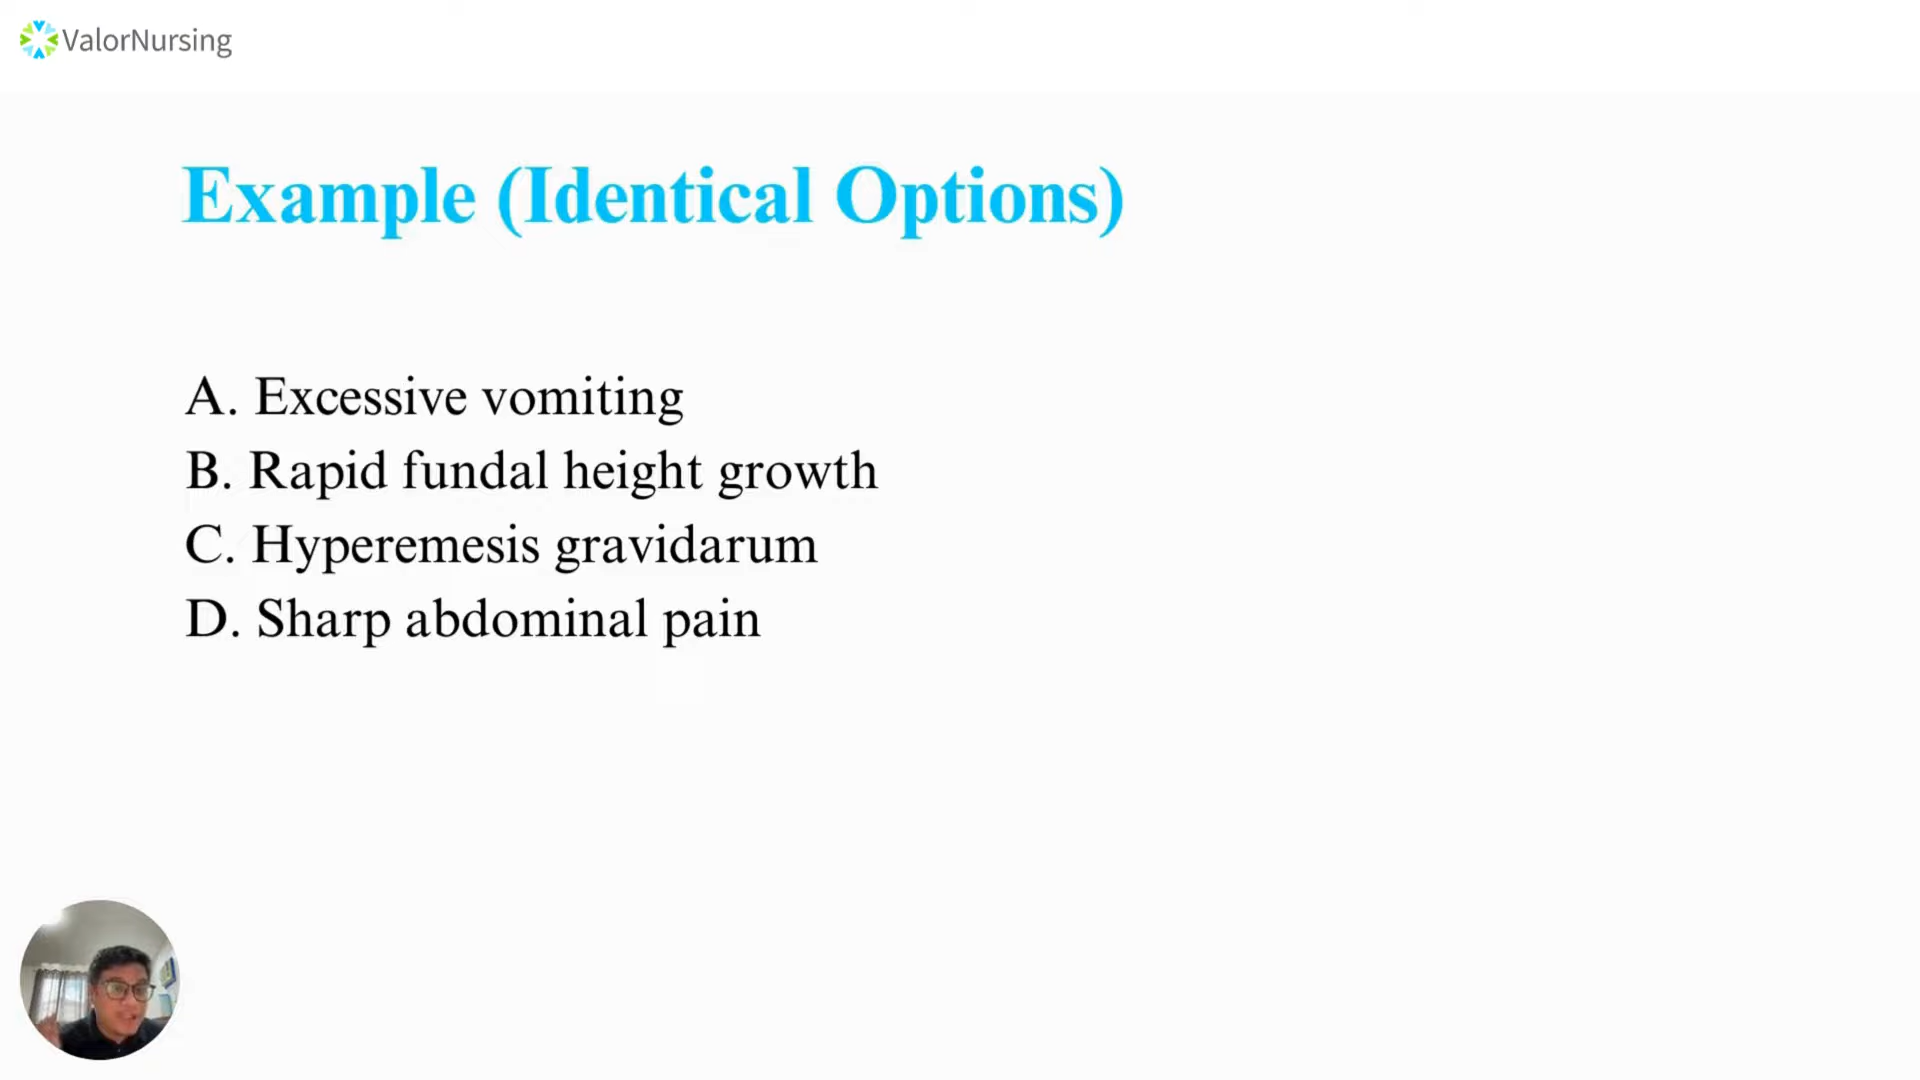 ValorNursing
Example (Identical Options)
A. Excessive vomiting
B. Rapid fundal height growth
C. Hyperemesis gravidarum
D. Sharp abdominal pain